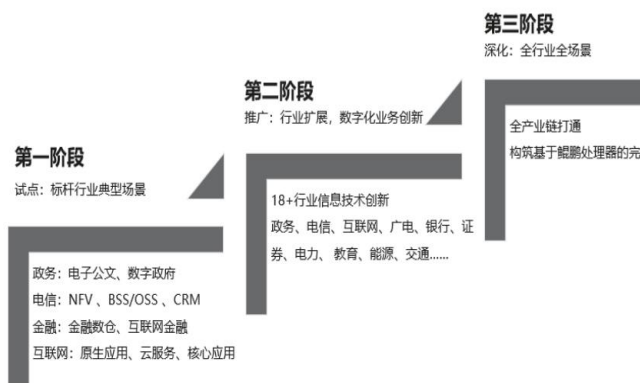 第一阶段
试点：标杆行业典型场景
政务：电子公文、数字政府
电信：NFV 、BSS/OSS 、CRM
金融：金融数仓、互联网金融
互联网：原生应用、云服务、核心应用
第二阶段
推广：行业扩展，数字化业务创新
18+行业信息技术创新
政务、电信、互联网、广电、银行、证
券、电力、 教育、能源、交通......
第三阶段
深化：全行业全场景
全产业链打通
构筑基于鲲鹏处理器的完